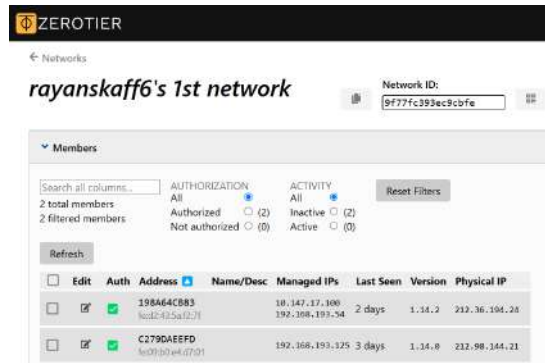 ZEROTIER
← Networks
rayanskaff6's 1st network
Network ID:
9f77fc393ec9cbfe
Members
Search all columns...
2 total members
2 filtered members
AUTHORIZATION
All
Authorized (2)
Not authorized (0)
ACTIVITY
All
Inactive (2)
Active (0)
Reset Filters
Refresh
Edit Auth Address Name/Desc Managed IPs Last Seen Version Physical IP
198A64CBB3 10.147.17.100
192.168.193.54 2 days 1.14.2 212.36.194.24
C279DAEEFD 192.168.193.125 3 days 1.14.0 212.98.144.21